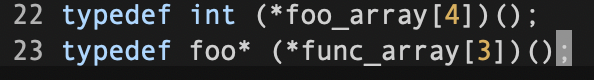 22 typedef int (*foo_array[4])();
23 typedef foo* (*func_array[3])();